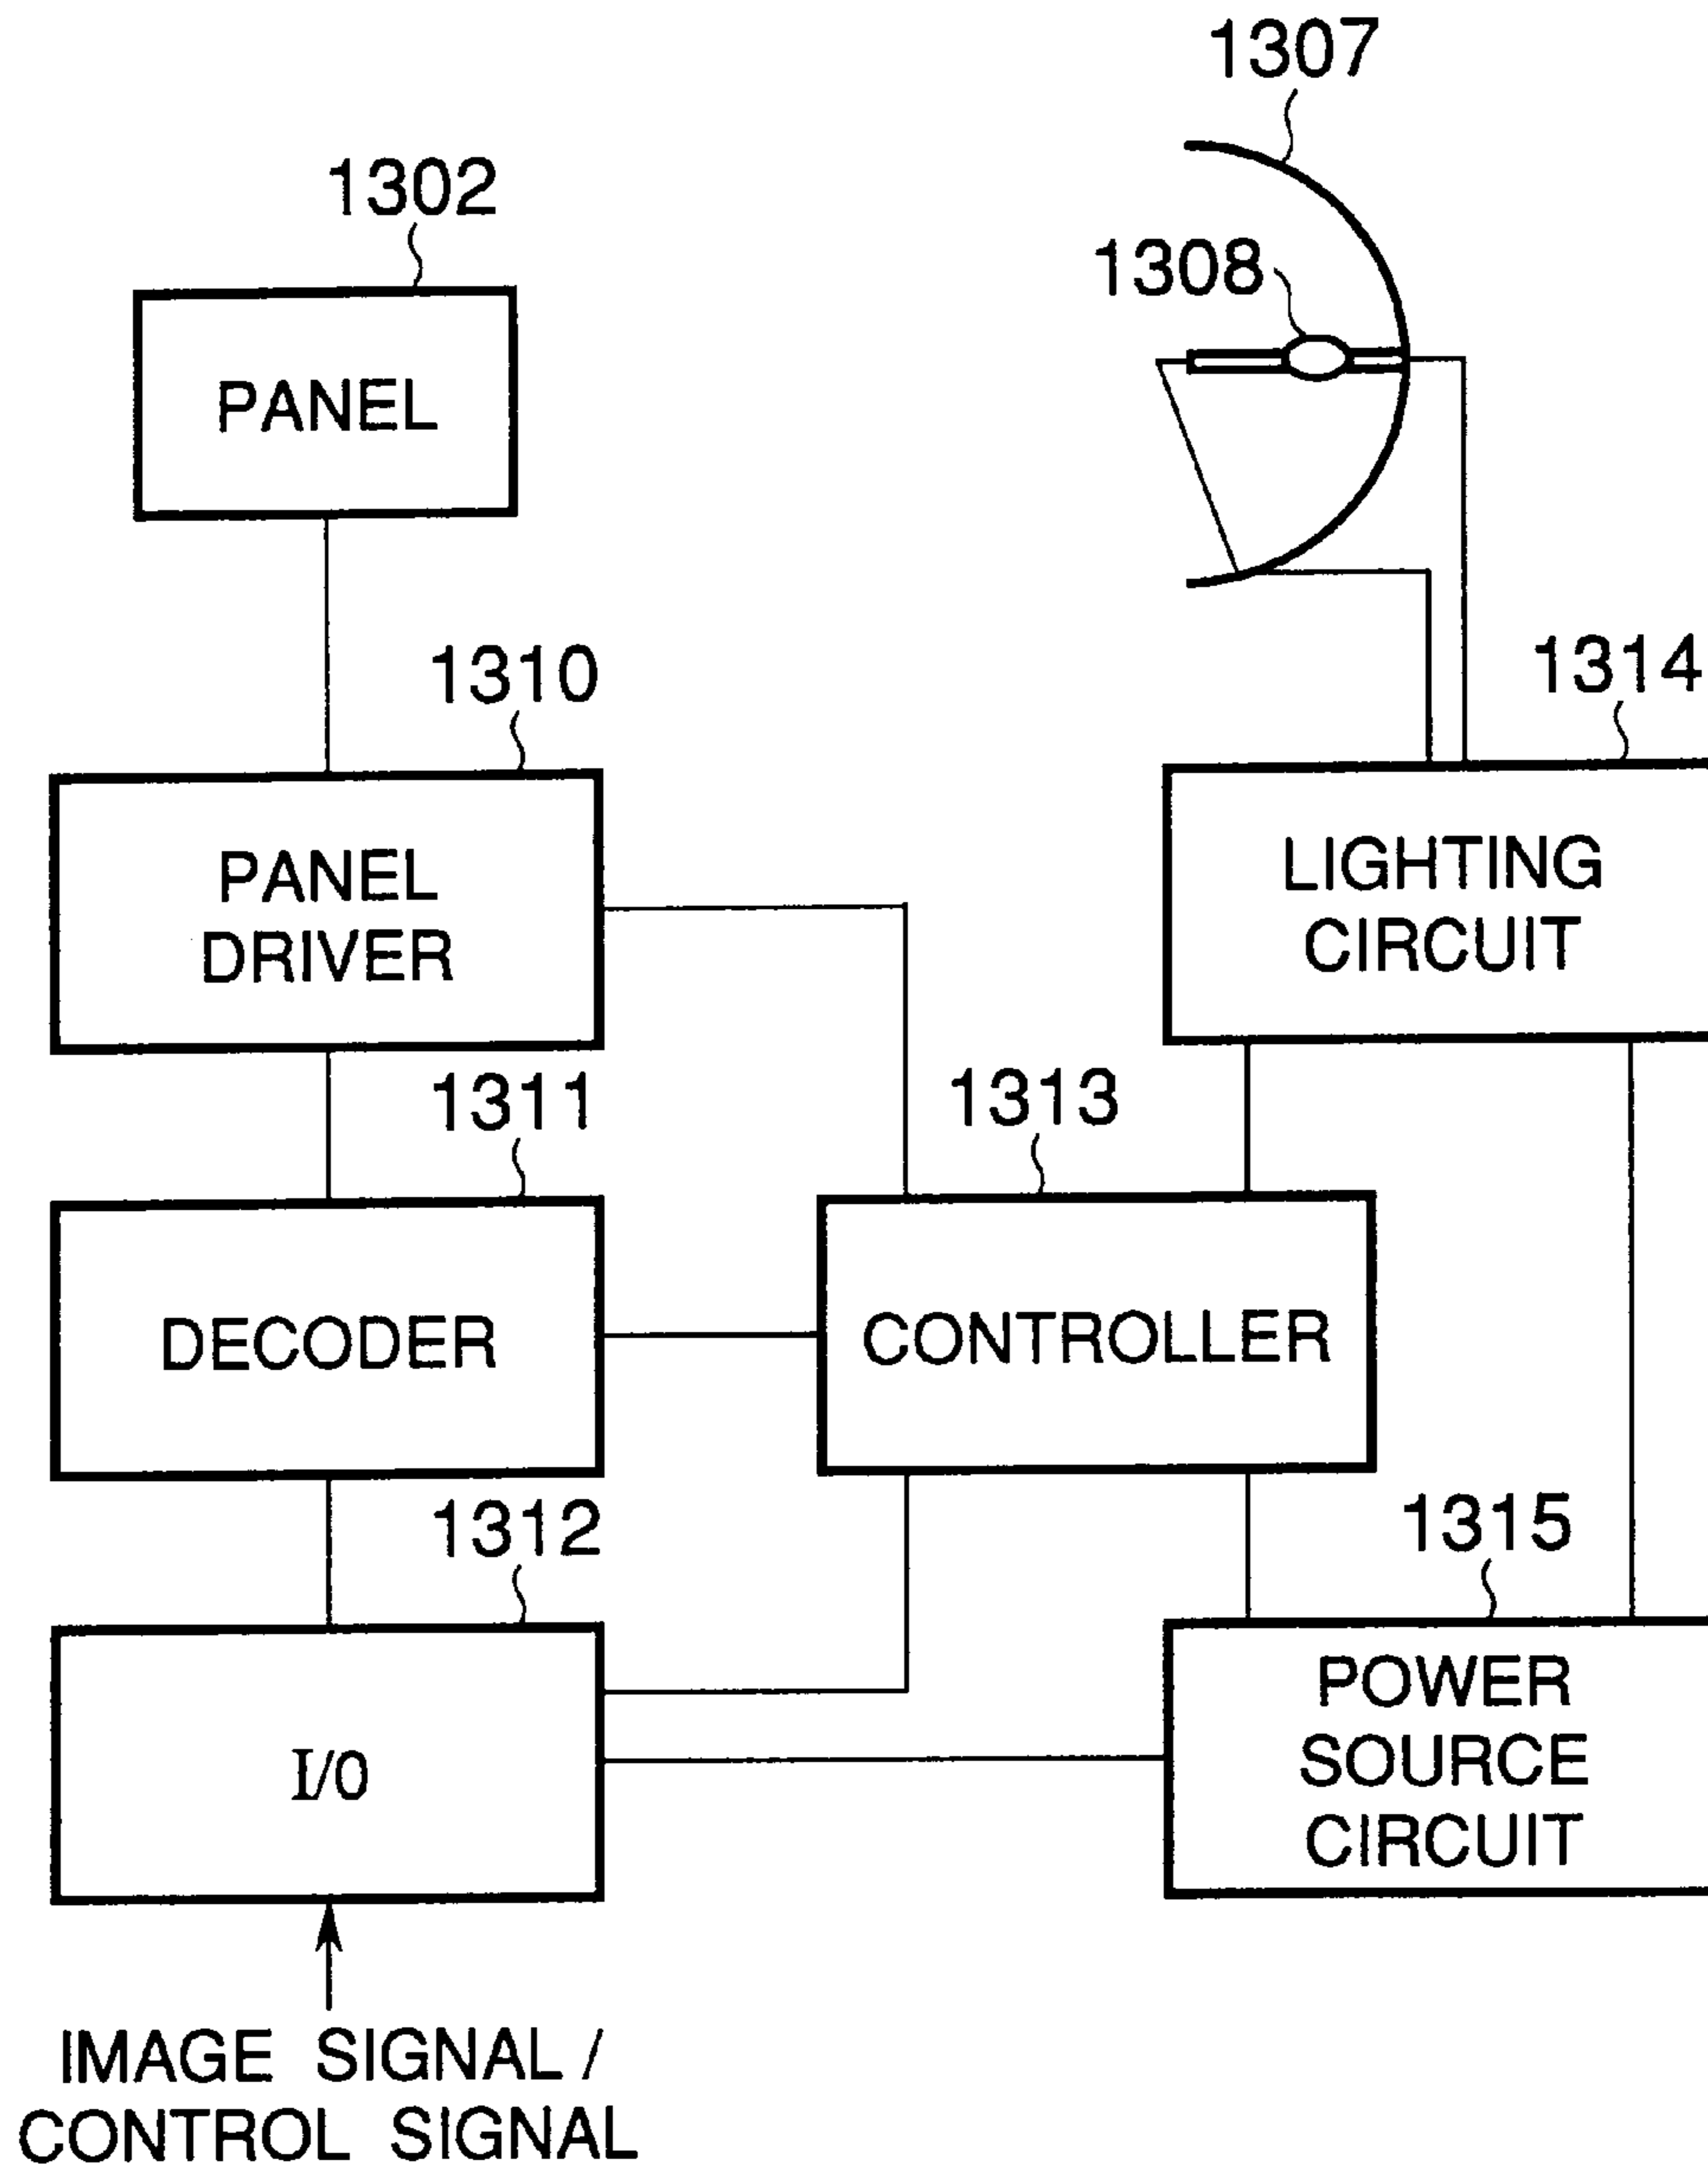 1307
1302
1308
PANEL
1310
1314
PANEL
DRIVER
LIGHTING
CIRCUIT
1311
1313
DECODER
CONTROLLER
1312
1315
I/0
POWER
SOURCE
CIRCUIT
IMAGE SIGNAL /
CONTROL SIGNAL